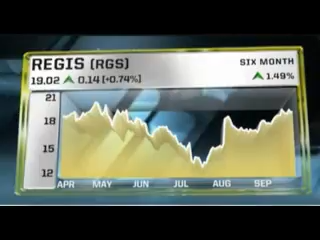 REGIS (RGS)
SIX MONTH
19.02 ▲ 0.14 [+0.74%]
▲ 1.49%
21
18
15
12
APR MAY JUN JUL AUG SEP